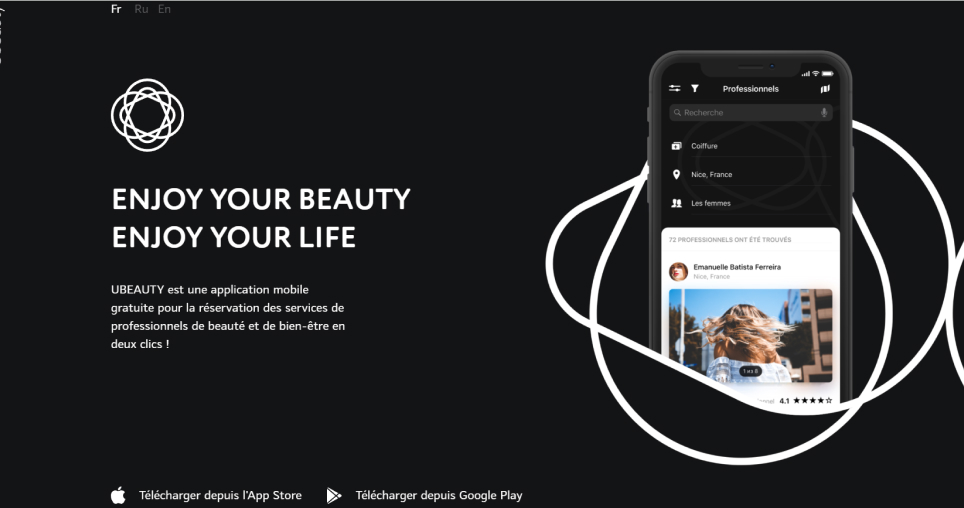 Fr Ru En
ENJOY YOUR BEAUTY
ENJOY YOUR LIFE
UBEAUTY est une application mobile
gratuite pour la réservation des services de
professionnels de beauté et de bien-être en
deux clics !
Télécharger depuis l'App Store
Télécharger depuis Google Play
Professionnels
Recherche
Coiffure
Nice, France
Les femmes
72 PROFESSIONNELS ONT ÉTÉ TROUVÉS
Emanuelle Batista Ferreira
Nice, France
1 из 8
4.1 ★★★★☆